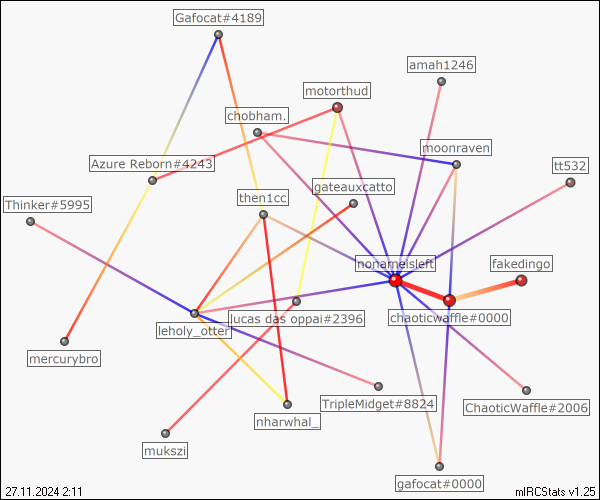 Gafocat#4189
amah1246
motorthud
chobham.
moonraven
Azure Reborn#4243
tt532
gateauxcatto
then1cc
Thinker#5995
nonameisleft
fakedingo
chaoticwaffle#0000
lucas das oppai#2396
leholy_otter
mercurybro
TripleMidget#8824
ChaoticWaffle#2006
nharwhal_
mukszi
gafocat#0000
27.11.2024 2:11
mIRCStats v1.25